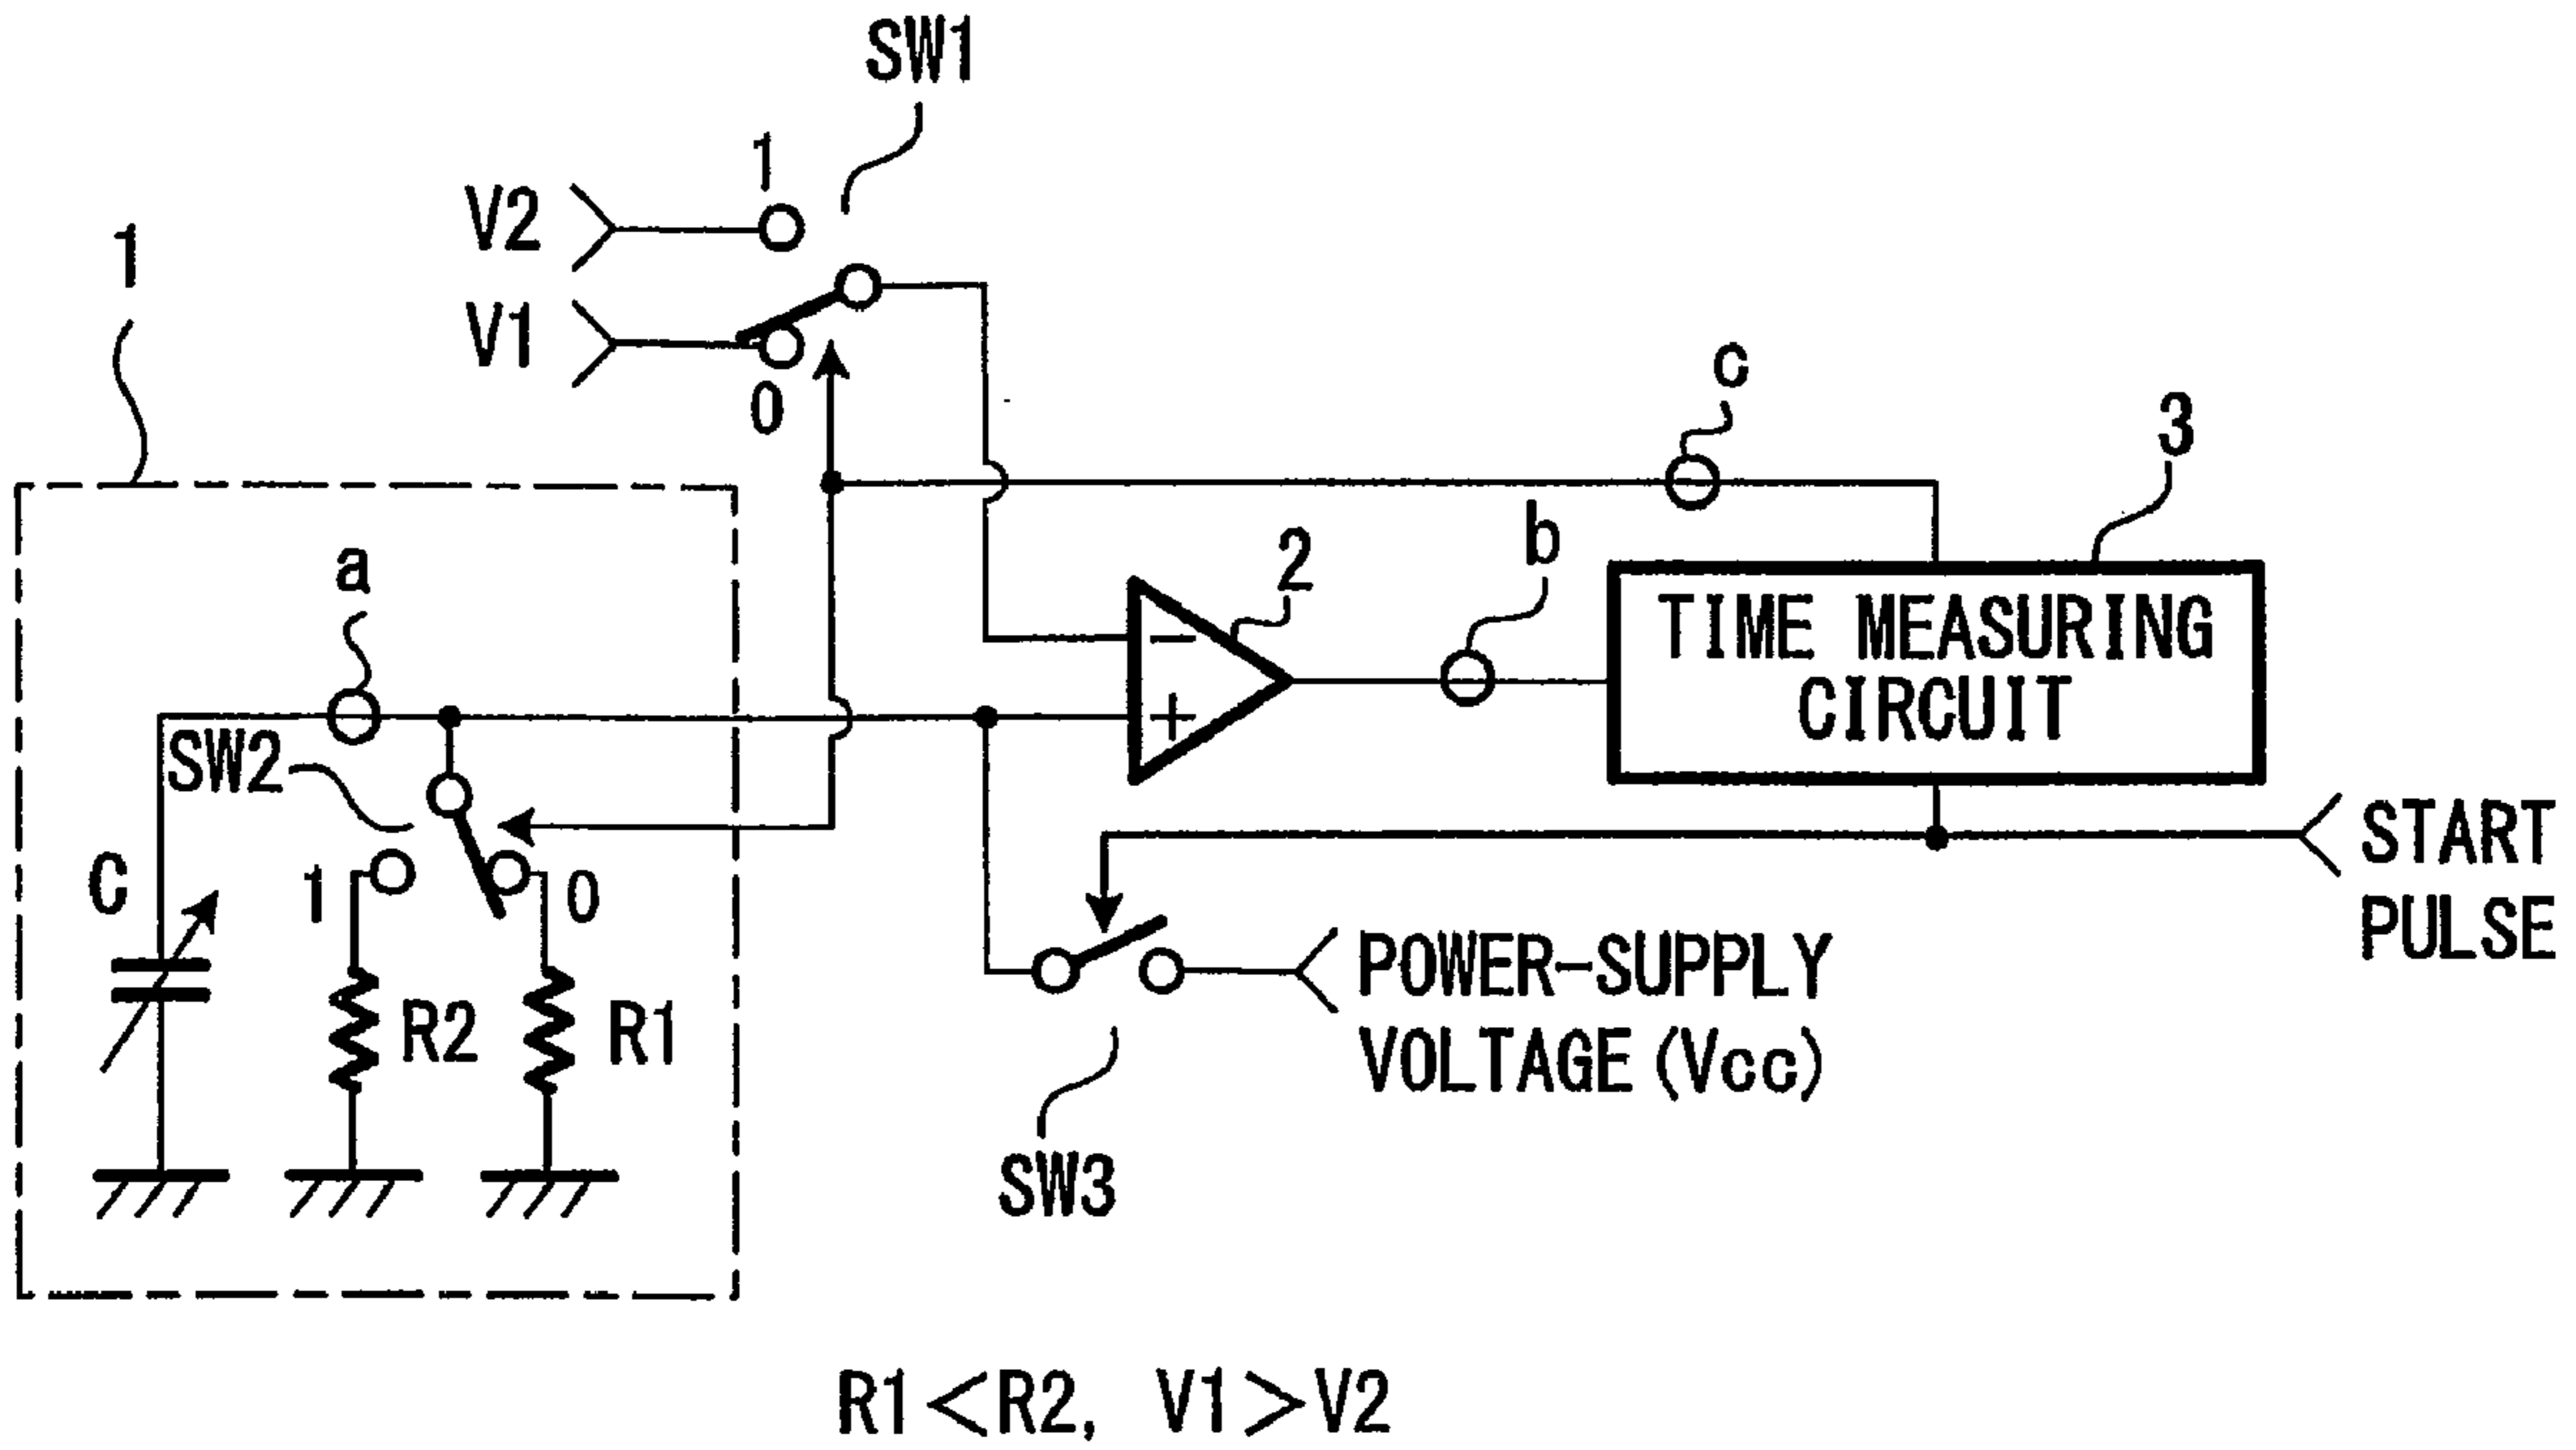 SW1
1
V2
V1
0
1
c
3
a
b
2
TIME MEASURING
CIRCUIT
SW2
C
1
0
R2
R1
START
PULSE
POWER-SUPPLY
VOLTAGE (Vcc)
SW3
R1<R2, V1>V2